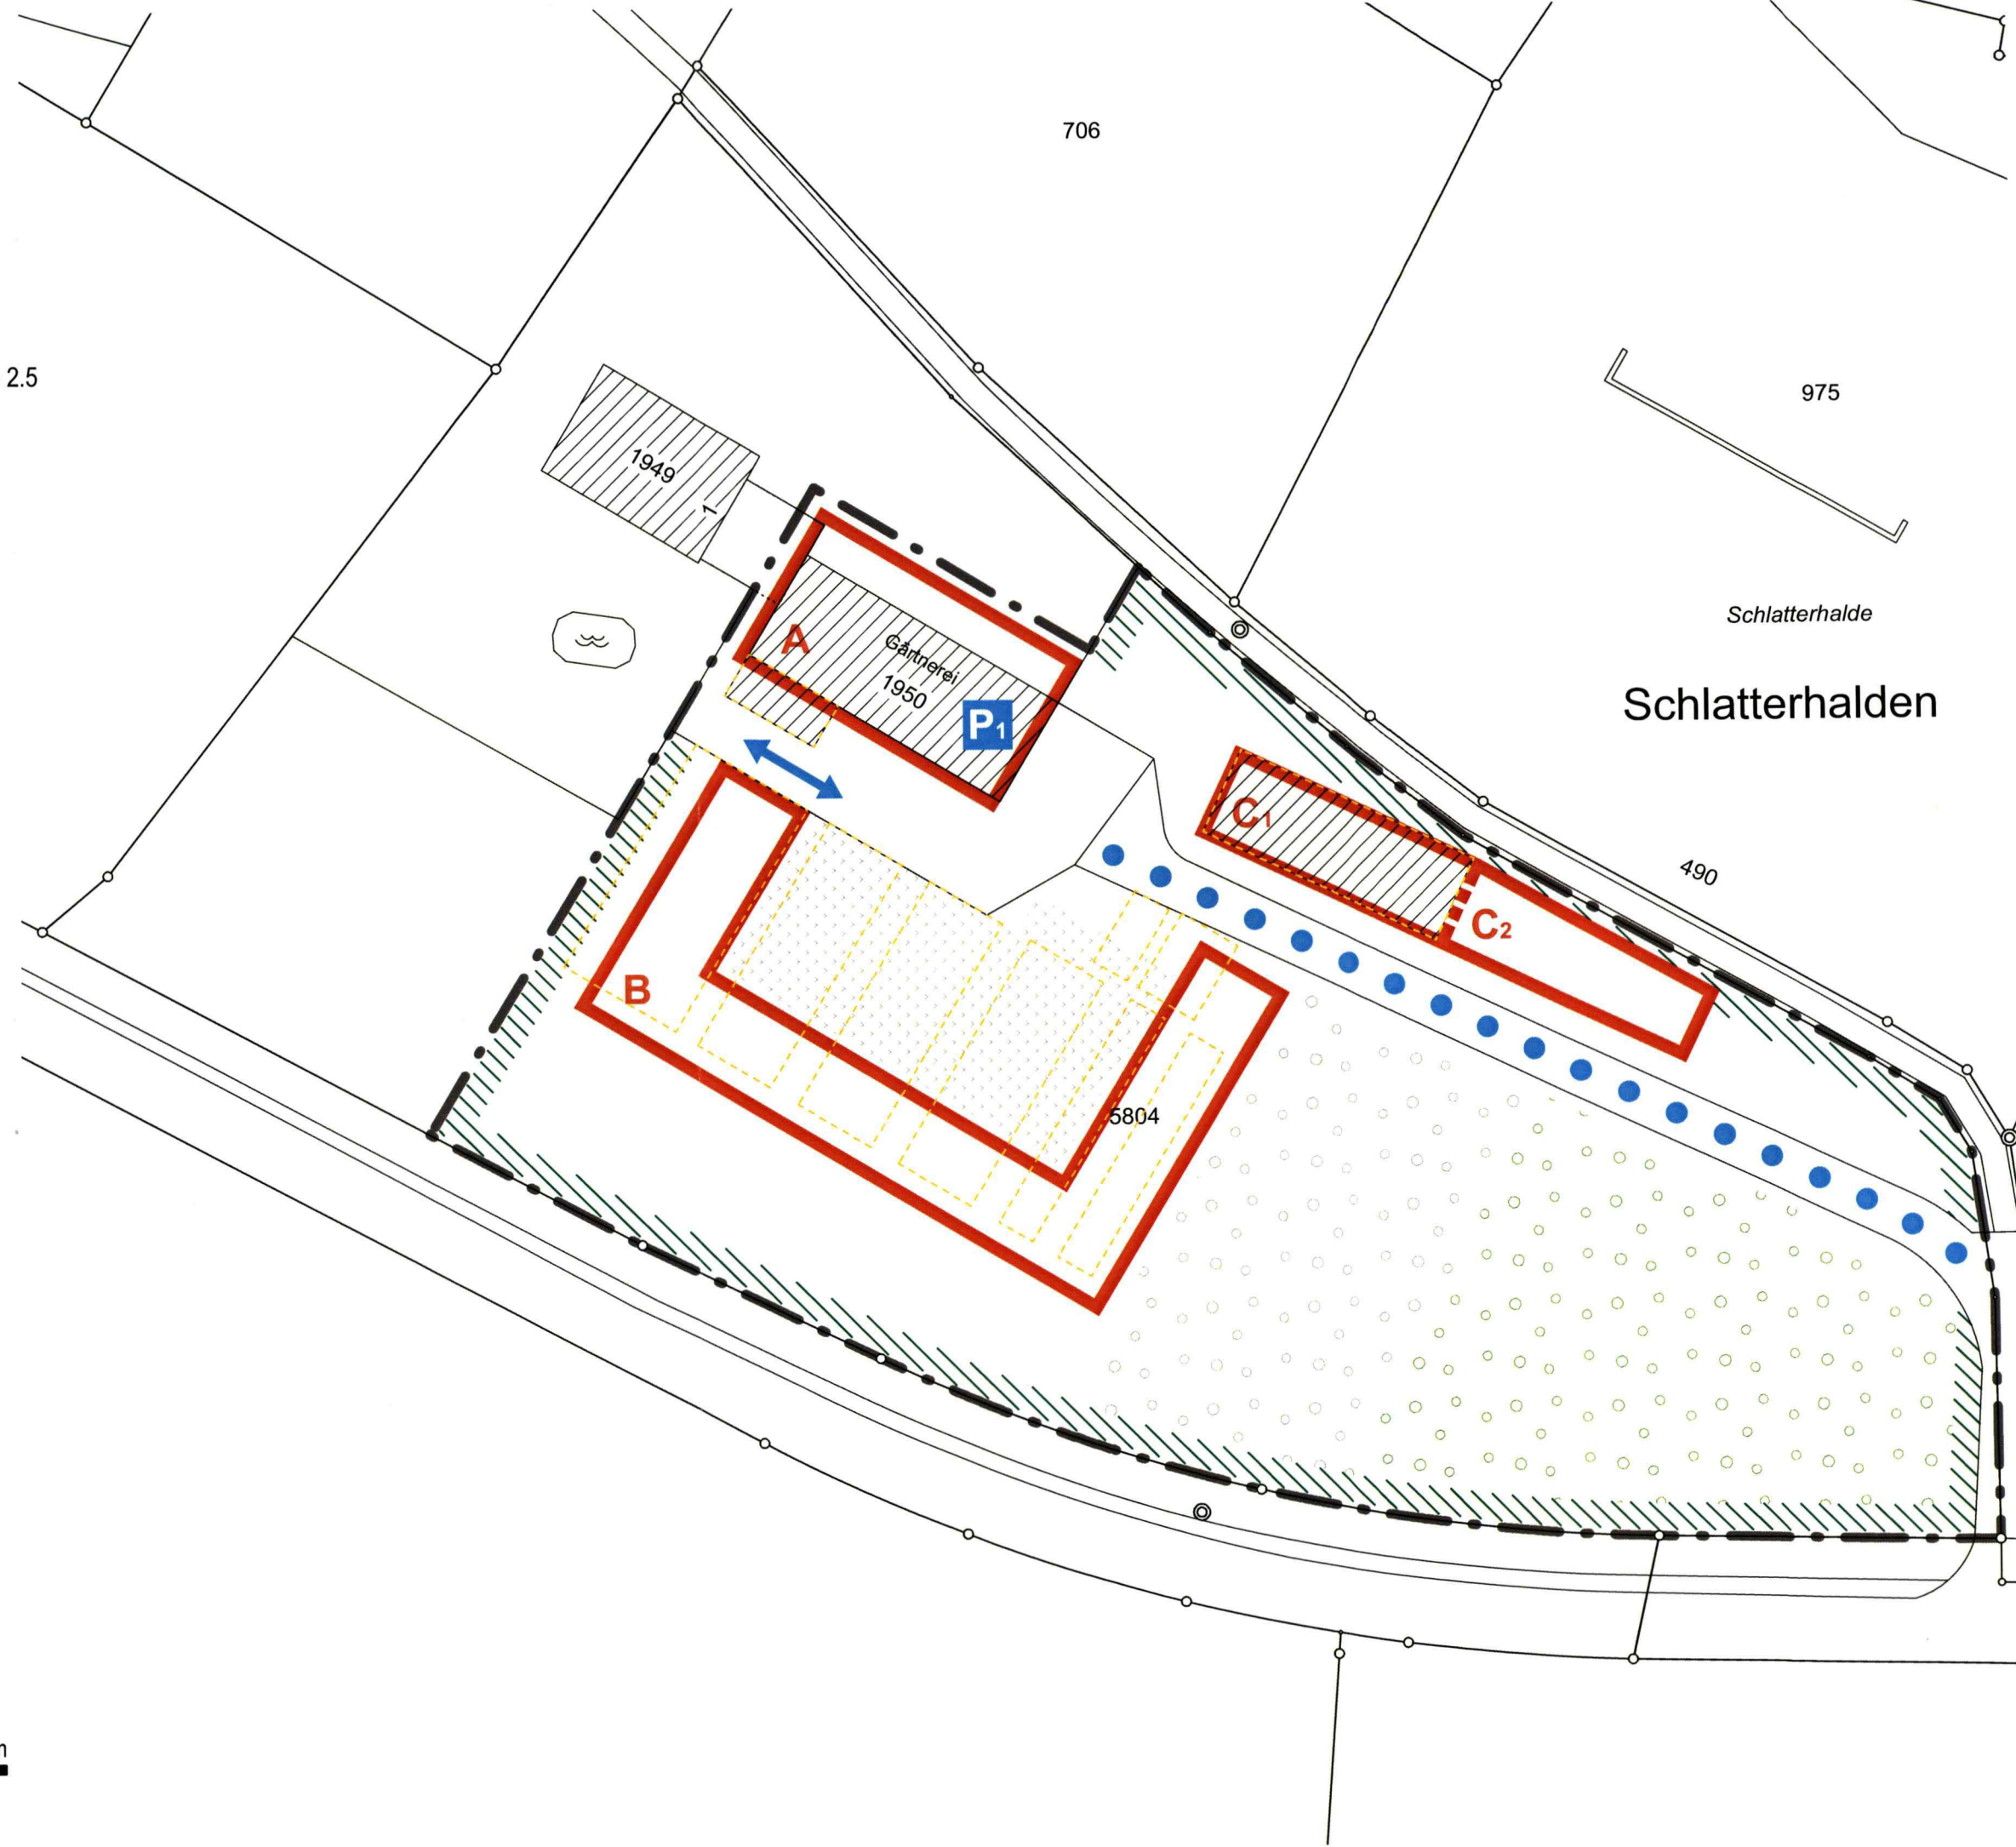 706
2.5
975
1949
1
Schlatterhalde
A
Gärtnerei
1950
Schlatterhalden
P1
C1
490
C2
B
5804